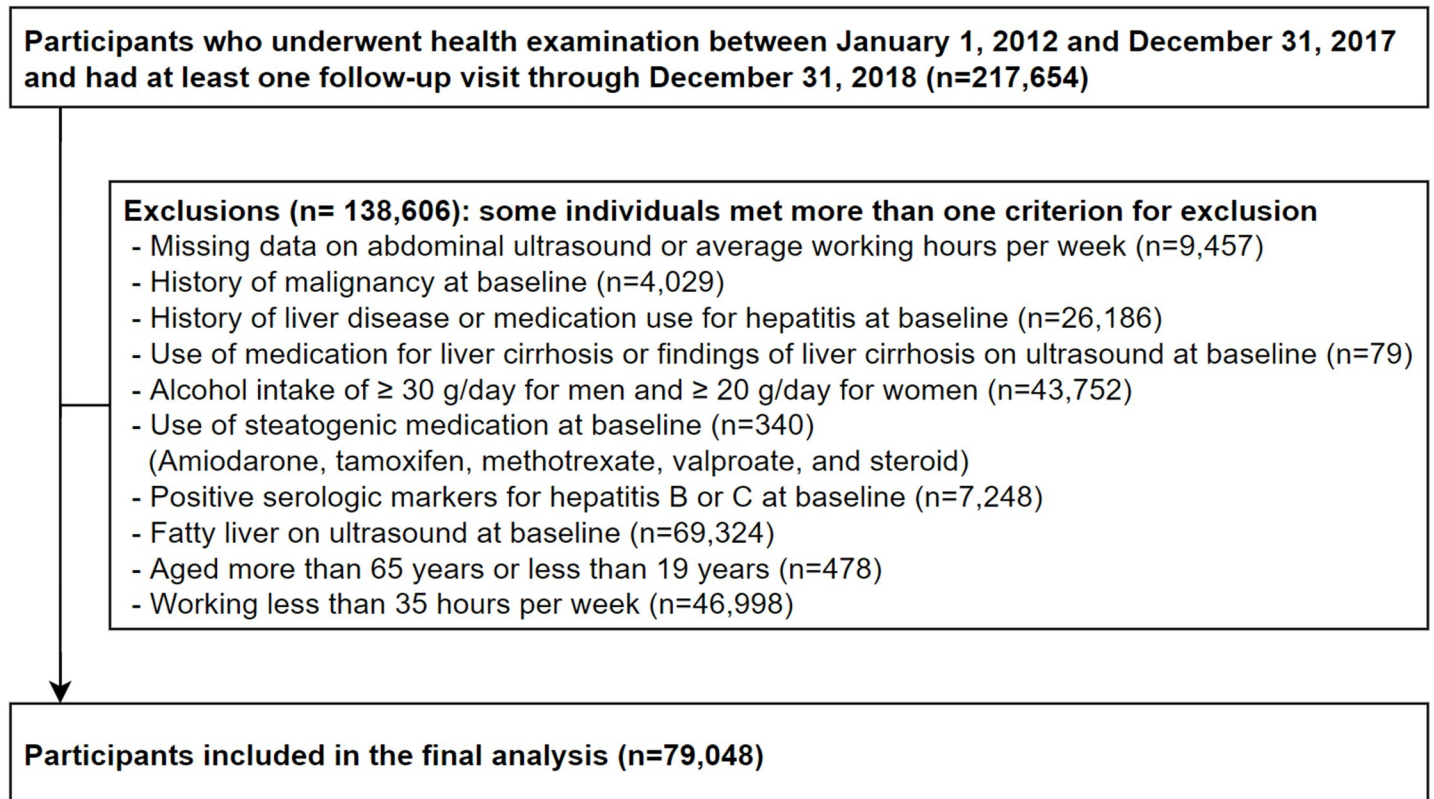 Participants who underwent health examination between January 1, 2012 and December 31, 2017
and had at least one follow-up visit through December 31, 2018 (n=217,654)
Exclusions (n= 138,606): some individuals met more than one criterion for exclusion
- Missing data on abdominal ultrasound or average working hours per week (n=9,457)
- History of malignancy at baseline (n=4,029)
- History of liver disease or medication use for hepatitis at baseline (n=26,186)
- Use of medication for liver cirrhosis or findings of liver cirrhosis on ultrasound at baseline (n=79)
- Alcohol intake of ≥ 30 g/day for men and ≥ 20 g/day for women (n=43,752)
- Use of steatogenic medication at baseline (n=340)
(Amiodarone, tamoxifen, methotrexate, valproate, and steroid)
- Positive serologic markers for hepatitis B or C at baseline (n=7,248)
- Fatty liver on ultrasound at baseline (n=69,324)
- Aged more than 65 years or less than 19 years (n=478)
- Working less than 35 hours per week (n=46,998)
Participants included in the final analysis (n=79,048)